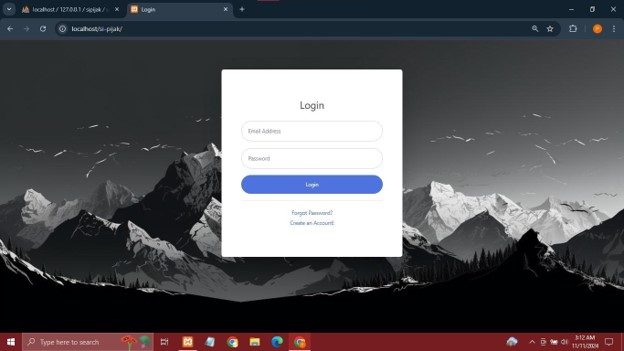 localhost / 127.0.0.1 / sipijak /
Login
localhost/si-pijak/
Login
Email Address
Password
Login
Forgot Password?
Create an Account!
Type here to search
3:12 AM
11/11/2024